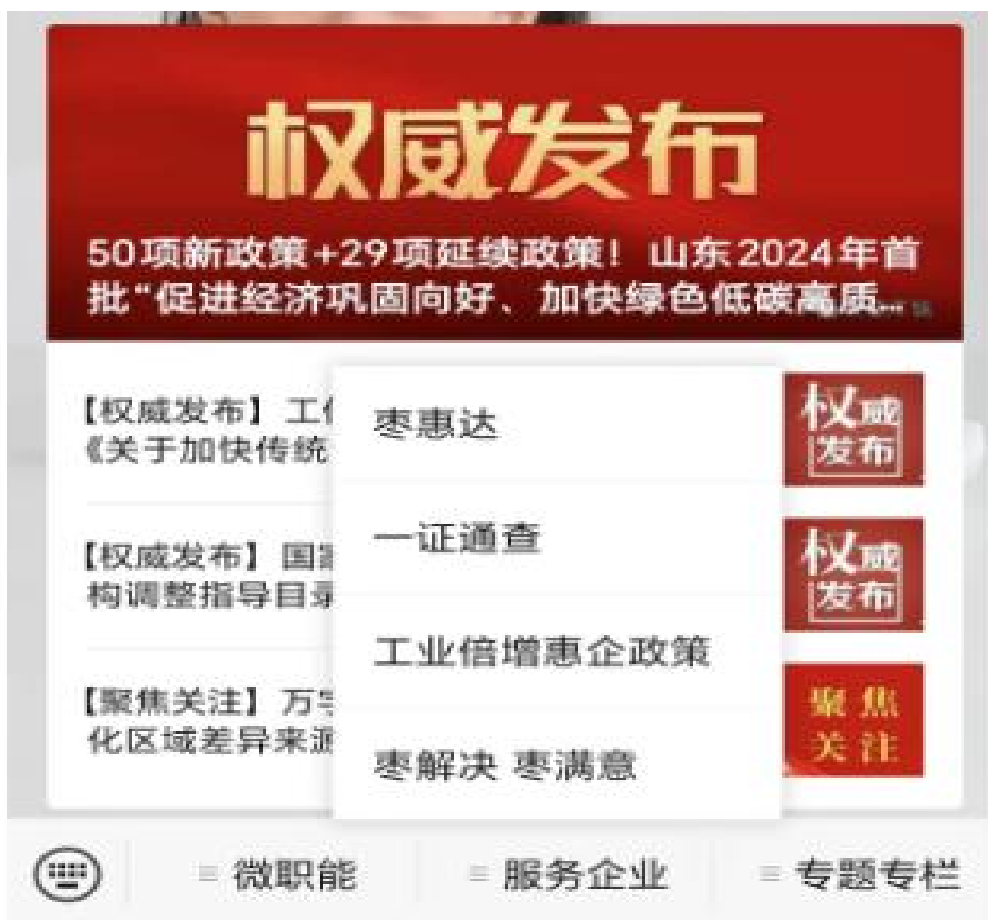 权威发布
50项新政策+29项延续政策！山东2024年首
批“促进经济巩固向好、加快绿色低碳高质...
【权威发布】工信
《关于加快传统
权威
发布
【权威发布】国家
构调整指导目录
权威
发布
【聚焦关注】万字
化区域差异来源
聚焦
关注
枣惠达
一证通查
工业倍增惠企政策
枣解决 枣满意
微职能
服务企业
专题专栏